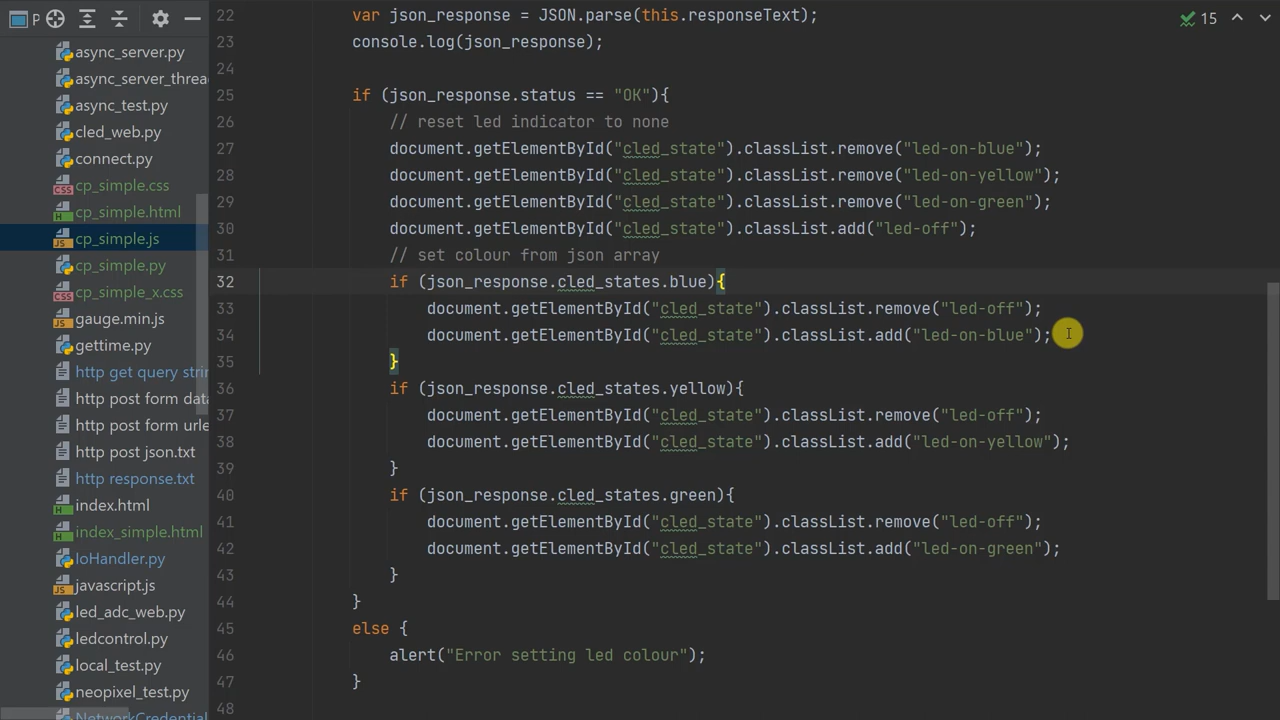 P
15
async_server.py
async_server_threa
async_test.py
cled_web.py
connect.py
cp_simple.css
cp_simple.html
cp_simple.js
cp_simple.py
cp_simple_x.css
gauge.min.js
gettime.py
http get query strin
http post form data
http post form urle
http post json.txt
http response.txt
index.html
index_simple.html
IoHandler.py
javascript.js
led_adc_web.py
ledcontrol.py
local_test.py
neopixel_test.py
NetworkCredential
22 var json_response = JSON.parse(this.responseText);
23 console.log(json_response);
24
25 if (json_response.status == "OK"){
26 // reset led indicator to none
27 document.getElementById("cled_state").classList.remove("led-on-blue");
28 document.getElementById("cled_state").classList.remove("led-on-yellow");
29 document.getElementById("cled_state").classList.remove("led-on-green");
30 document.getElementById("cled_state").classList.add("led-off");
31 // set colour from json array
32 if (json_response.cled_states.blue){
33 document.getElementById("cled_state").classList.remove("led-off");
34 document.getElementById("cled_state").classList.add("led-on-blue");
35 }
36 if (json_response.cled_states.yellow){
37 document.getElementById("cled_state").classList.remove("led-off");
38 document.getElementById("cled_state").classList.add("led-on-yellow");
39 }
40 if (json_response.cled_states.green){
41 document.getElementById("cled_state").classList.remove("led-off");
42 document.getElementById("cled_state").classList.add("led-on-green");
43 }
44 }
45 else {
46 alert("Error setting led colour");
47 }
48